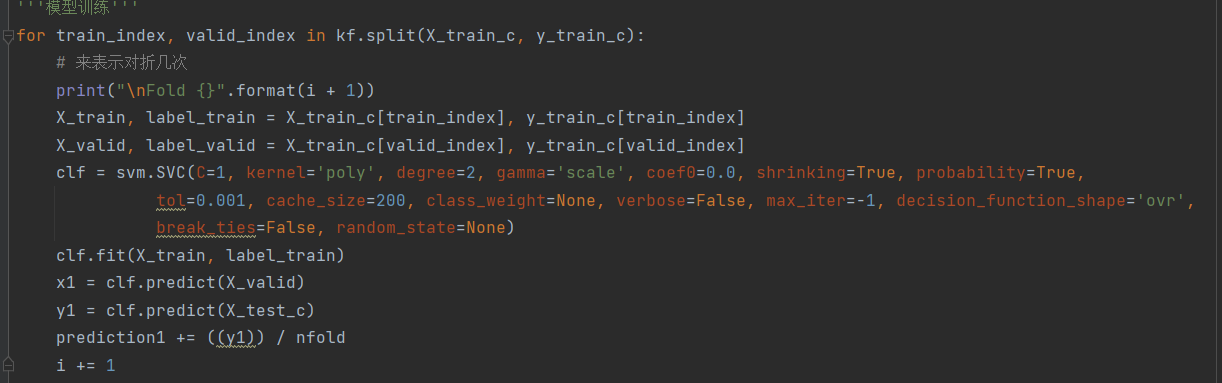 '''模型训练'''
for train_index, valid_index in kf.split(X_train_c, y_train_c):
# 来表示对折几次
print("\nFold {}".format(i + 1))
X_train, label_train = X_train_c[train_index], y_train_c[train_index]
X_valid, label_valid = X_train_c[valid_index], y_train_c[valid_index]
clf = svm.SVC(C=1, kernel='poly', degree=2, gamma='scale', coef0=0.0, shrinking=True, probability=True,
tol=0.001, cache_size=200, class_weight=None, verbose=False, max_iter=-1, decision_function_shape='ovr',
break_ties=False, random_state=None)
clf.fit(X_train, label_train)
x1 = clf.predict(X_valid)
y1 = clf.predict(X_test_c)
prediction1 += ((y1)) / nfold
i += 1